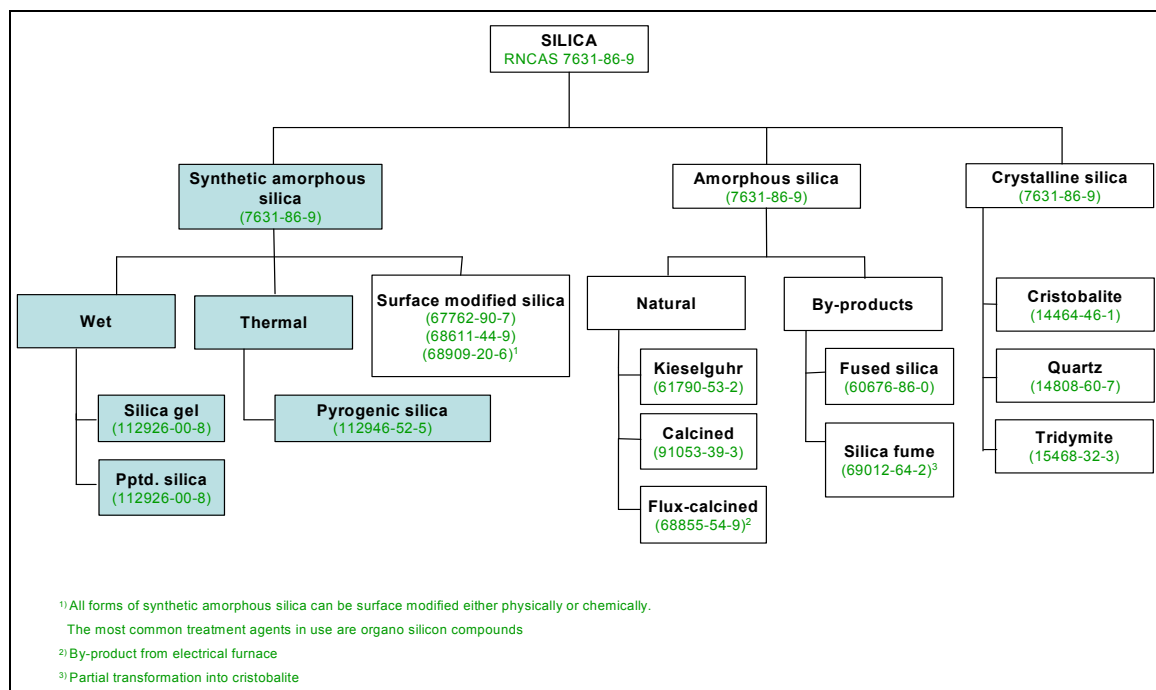 SILICA
RNCAS 7631-86-9
Synthetic amorphous
silica
(7631-86-9)
Amorphous silica
(7631-86-9)
Crystalline silica
(7631-86-9)
Wet
Thermal
Surface modified silica
(67762-90-7)
(68611-44-9)
(68909-20-6)¹
Natural
By-products
Cristobalite
(14464-46-1)
Kieselguhr
(61790-53-2)
Fused silica
(60676-86-0)
Quartz
(14808-60-7)
Silica gel
(112926-00-8)
Pyrogenic silica
(112946-52-5)
Calcined
(91053-39-3)
Silica fume
(69012-64-2)³
Tridymite
(15468-32-3)
Pptd. silica
(112926-00-8)
Flux-calcined
(68855-54-9)²
¹⁾ All forms of synthetic amorphous silica can be surface modified either physically or chemically.
The most common treatment agents in use are organo silicon compounds
²⁾ By-product from electrical furnace
³⁾ Partial transformation into cristobalite